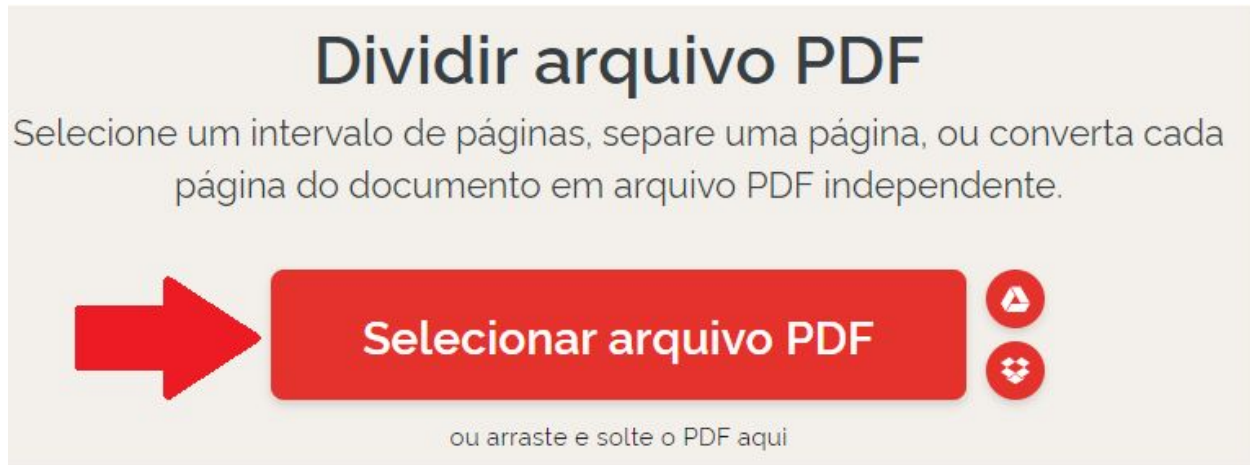 Dividir arquivo PDF
Selecione um intervalo de páginas, separe uma página, ou converta cada
página do documento em arquivo PDF independente.
Selecionar arquivo PDF
ou arraste e solte o PDF aqui